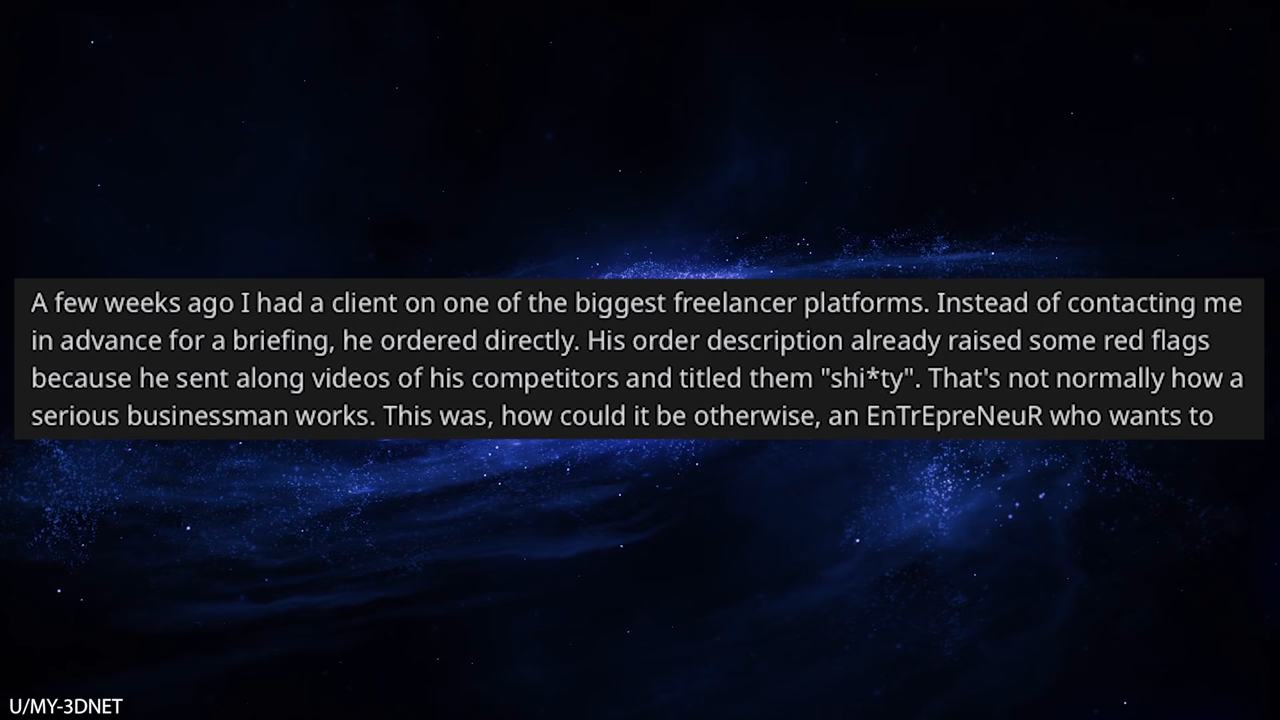 A few weeks ago I had a client on one of the biggest freelancer platforms. Instead of contacting me
in advance for a briefing, he ordered directly. His order description already raised some red flags
because he sent along videos of his competitors and titled them "shi*ty". That's not normally how a
serious businessman works. This was, how could it be otherwise, an EnTrEpreNeuR who wants to
U/MY-3DNET